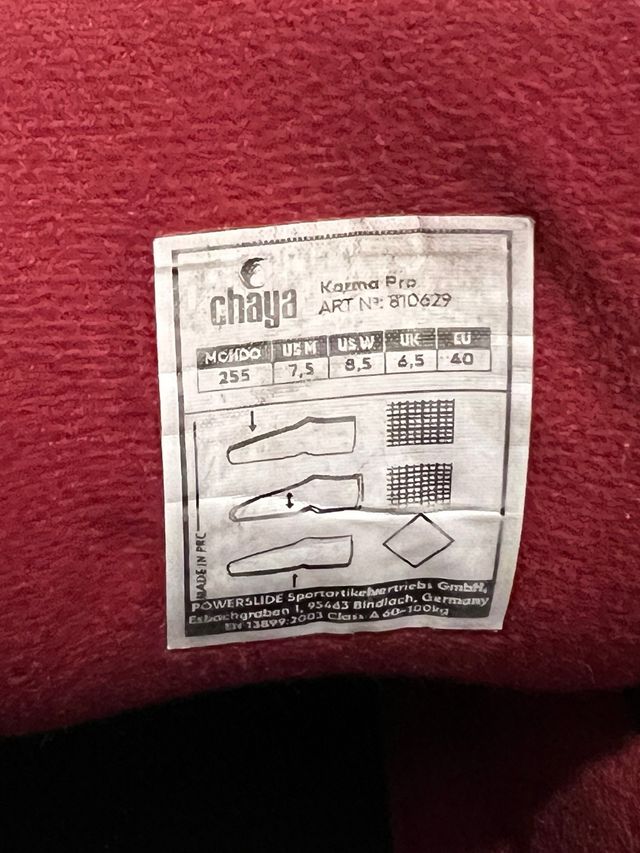 chaya
Karma Pro
ART Nº: 810629
MONDO US M US W UK EU
255 7,5 8,5 6,5 40
MADE IN PRC
POWERSLIDE Sportartikelvertriebs GmbH,
Esbachgraben 1, 95463 Bindlach, Germany
EN 13899:2003 Class A 60-100kg